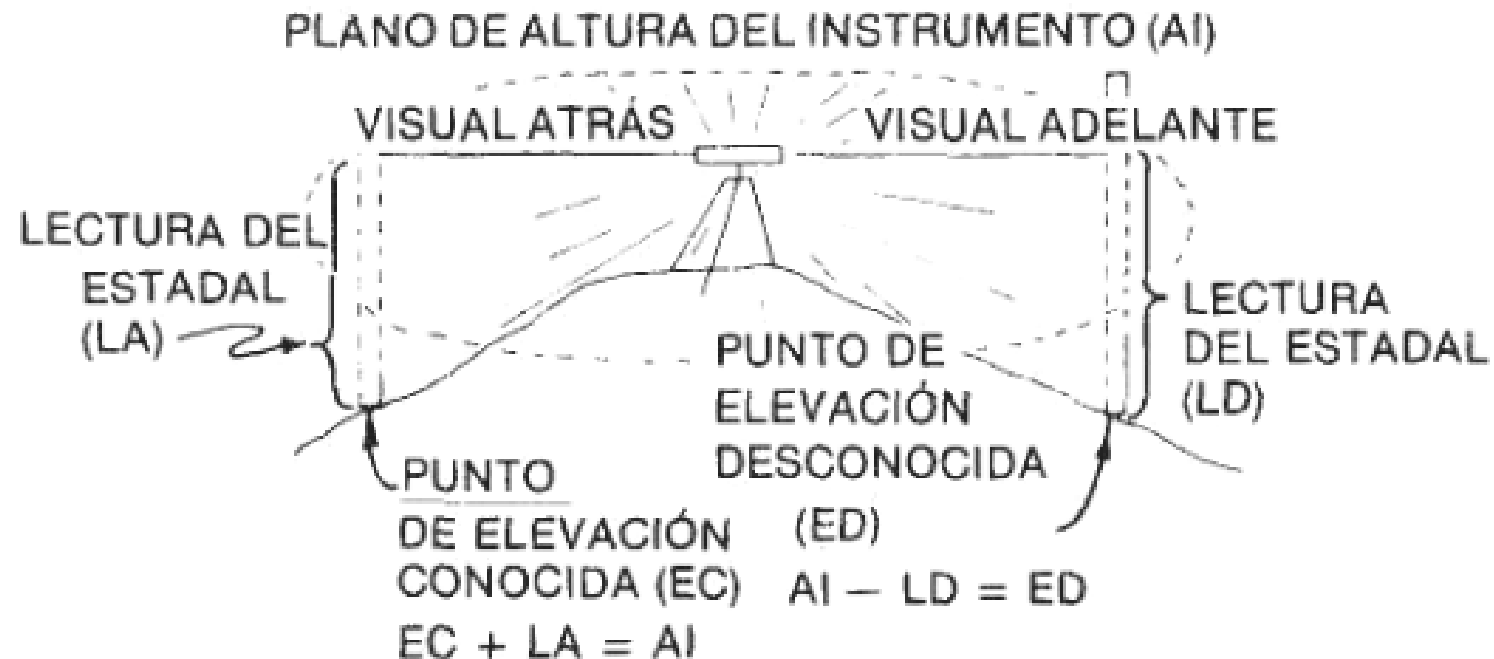 PLANO DE ALTURA DEL INSTRUMENTO (AI)
VISUAL ATRÁS
VISUAL ADELANTE
LECTURA DEL
ESTADAL
(LA)
LECTURA
DEL ESTADAL
(LD)
PUNTO DE
ELEVACIÓN
DESCONOCIDA
(ED)
AI – LD = ED
PUNTO
DE ELEVACIÓN
CONOCIDA (EC)
EC + LA = AI